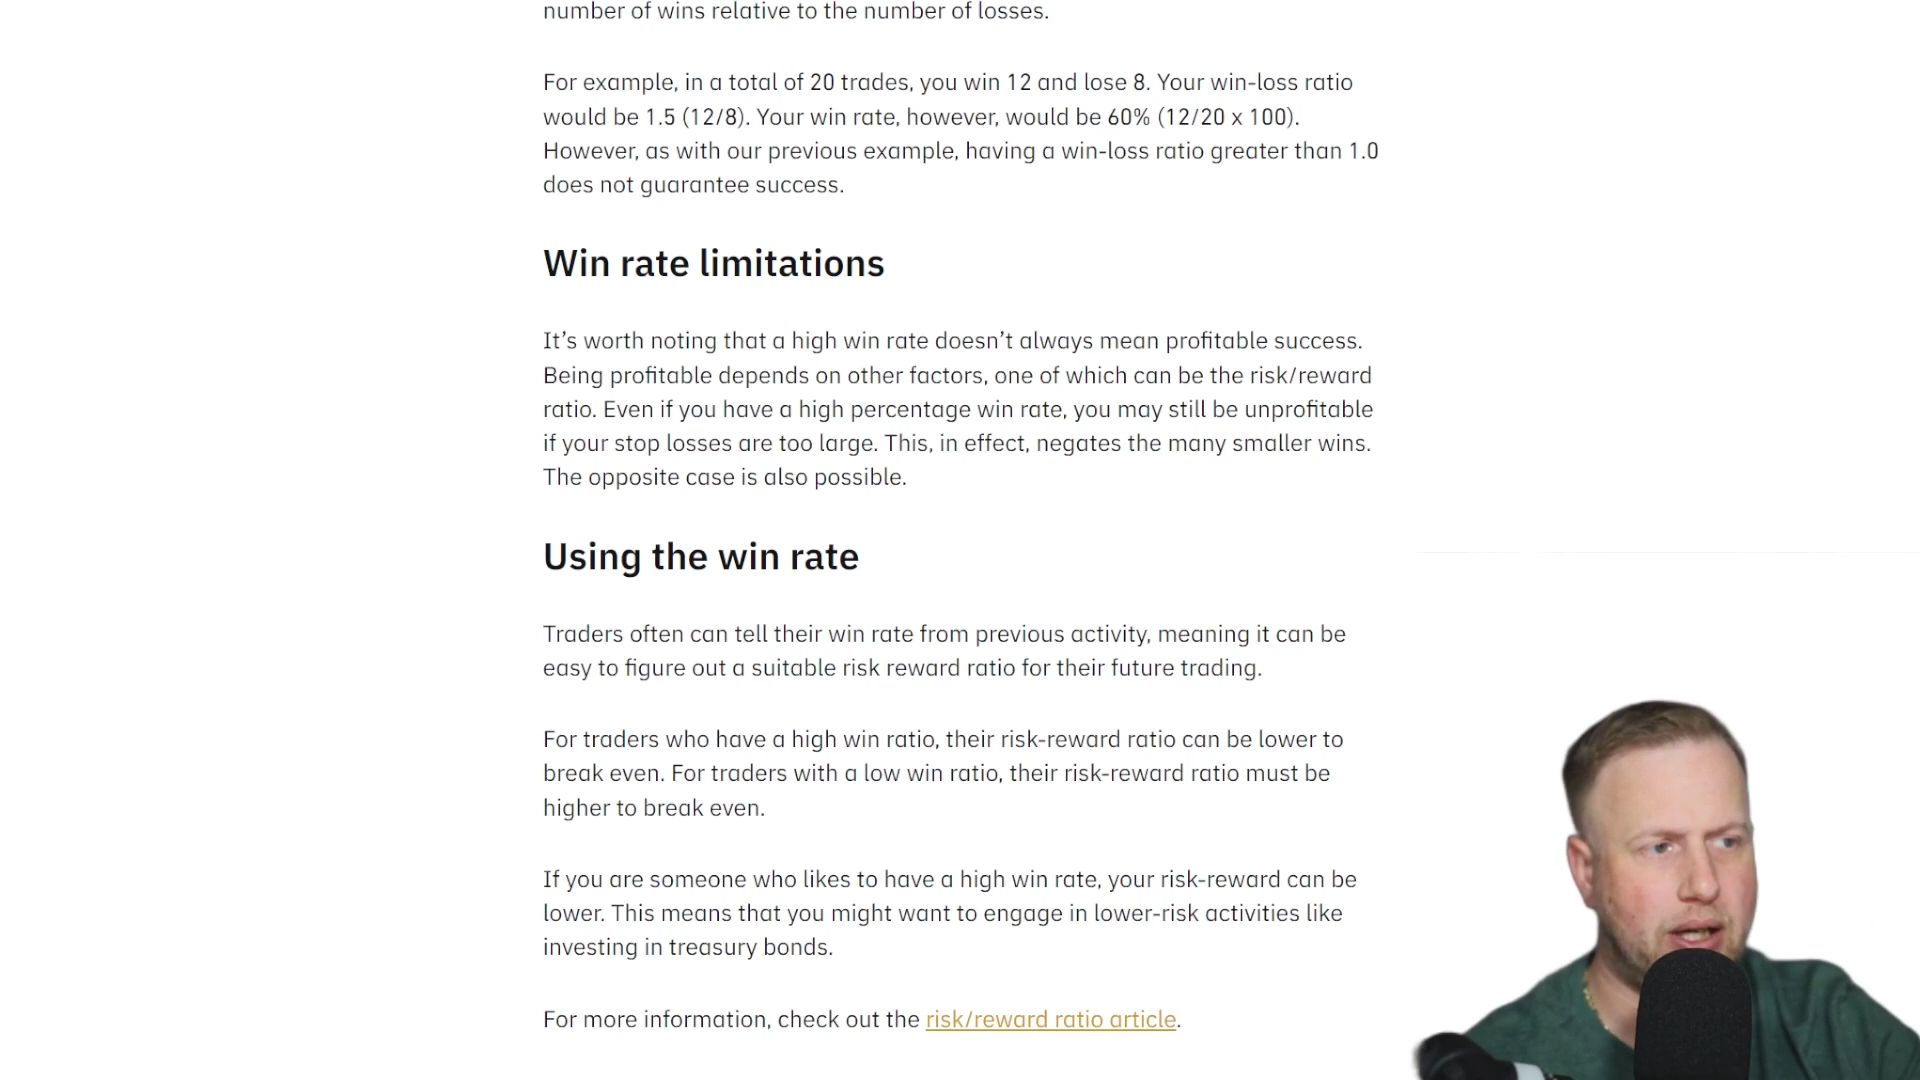 number of wins relative to the number of losses.
For example, in a total of 20 trades, you win 12 and lose 8. Your win-loss ratio
would be 1.5 (12/8). Your win rate, however, would be 60% (12/20 x 100).
However, as with our previous example, having a win-loss ratio greater than 1.0
does not guarantee success.
Win rate limitations
It’s worth noting that a high win rate doesn’t always mean profitable success.
Being profitable depends on other factors, one of which can be the risk/reward
ratio. Even if you have a high percentage win rate, you may still be unprofitable
if your stop losses are too large. This, in effect, negates the many smaller wins.
The opposite case is also possible.
Using the win rate
Traders often can tell their win rate from previous activity, meaning it can be
easy to figure out a suitable risk reward ratio for their future trading.
For traders who have a high win ratio, their risk-reward ratio can be lower to
break even. For traders with a low win ratio, their risk-reward ratio must be
higher to break even.
If you are someone who likes to have a high win rate, your risk-reward can be
lower. This means that you might want to engage in lower-risk activities like
investing in treasury bonds.
For more information, check out the risk/reward ratio article.